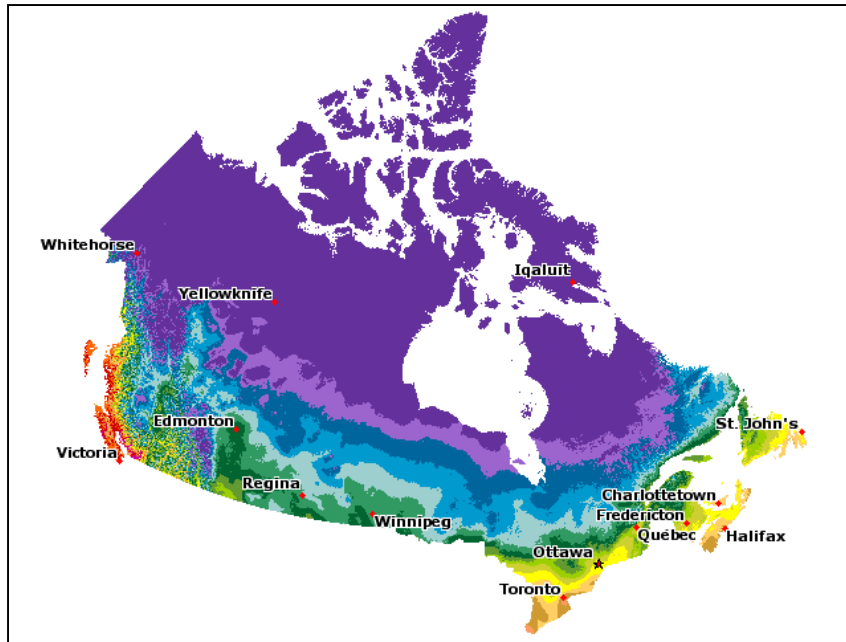 Whitehorse
Iqaluit
Yellowknife
Edmonton
St. John's
Victoria
Regina
Charlottetown
Fredericton
Winnipeg
Québec
Halifax
Ottawa
Toronto